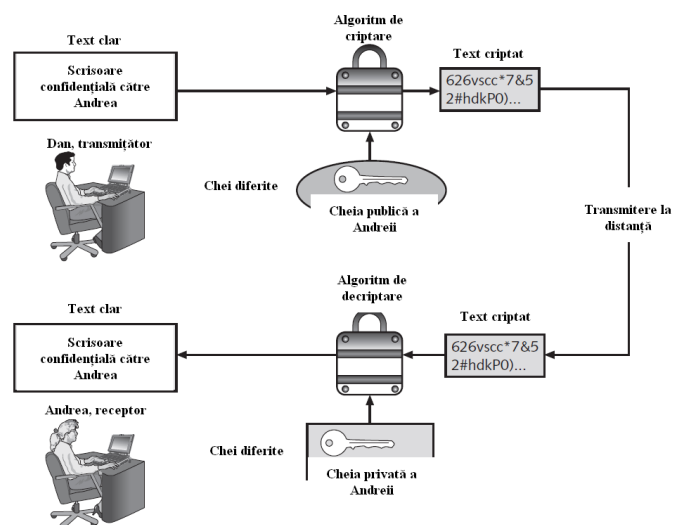 Text clar
Scrisoare
confidențială către
Andrea
Dan, transmițător
Algoritm de
criptare
Text criptat
626vscc*7&5
2#hdkP0)...
Chei diferite
Cheia publică a
Andreii
Transmitere la
distanță
Algoritm de
decriptare
Text criptat
626vscc*7&5
2#hdkP0)...
Text clar
Scrisoare
confidențială către
Andrea
Andrea, receptor
Chei diferite
Cheia privată a
Andreii